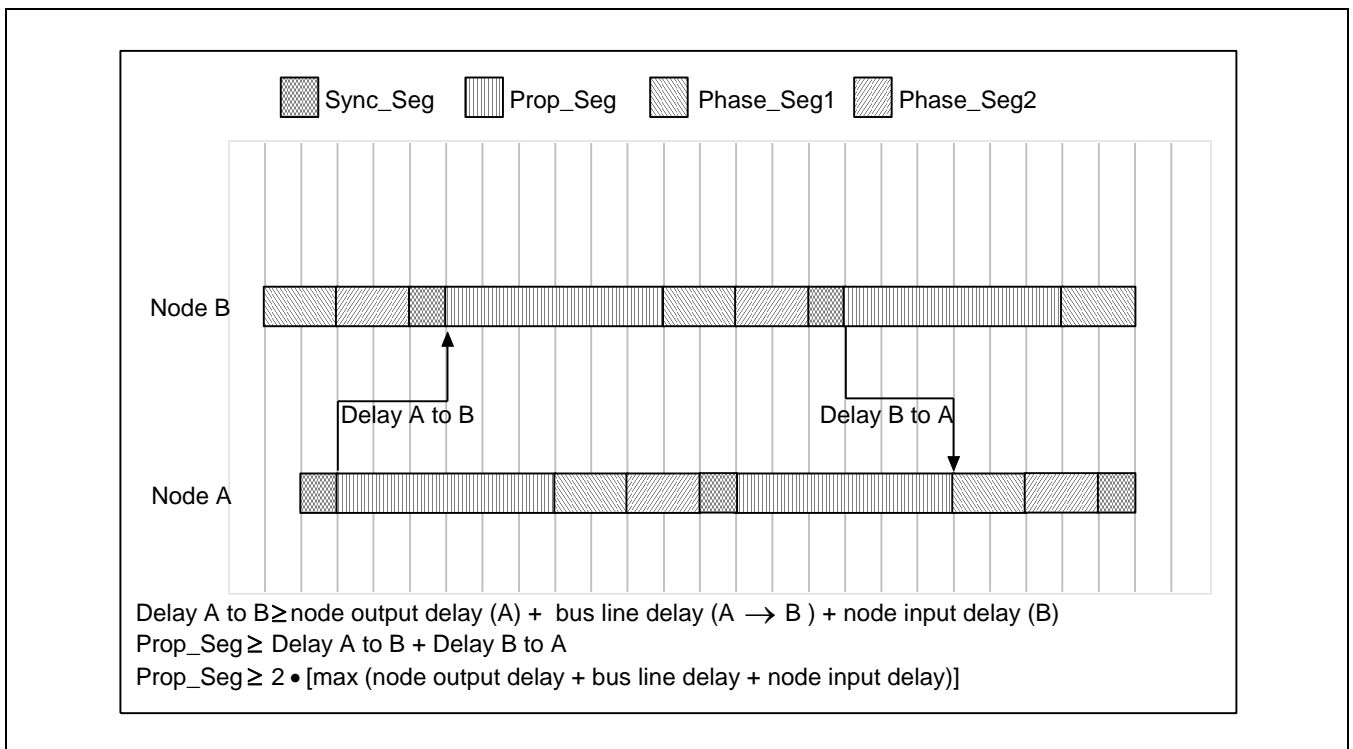 Sync_Seg Prop_Seg Phase_Seg1 Phase_Seg2
Node B
Delay A to B Delay B to A
Node A
Delay A to B≥node output delay (A) + bus line delay (A → B ) + node input delay (B)
Prop_Seg≥ Delay A to B + Delay B to A
Prop_Seg≥ 2 • [max (node output delay + bus line delay + node input delay)]